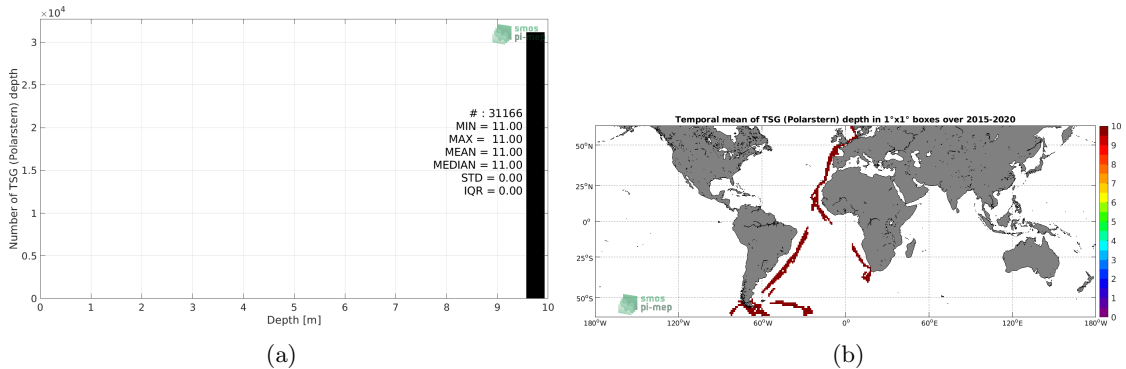 ×10⁴
3
2.5
2
1.5
1
0.5
0
Number of TSG (Polarstern) depth
smos
pi-mep
# : 31166
MIN = 11.00
MAX = 11.00
MEAN = 11.00
MEDIAN = 11.00
STD = 0.00
IQR = 0.00
0 1 2 3 4 5 6 7 8 9 10
Depth [m]
(a)
Temporal mean of TSG (Polarstern) depth in 1°x1° boxes over 2015-2020
50°N
25°N
0°
25°S
50°S
smos
pi-mep
180°W 120°W 60°W 0° 60°E 120°E 180°W
10
9
8
7
6
5
4
3
2
1
0
(b)